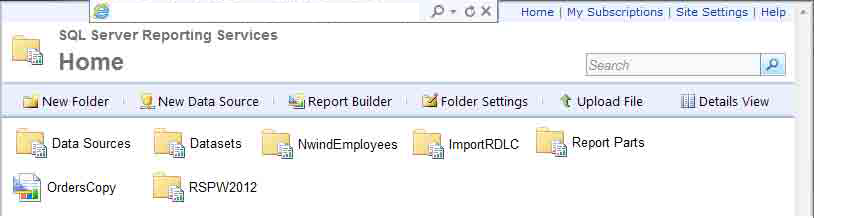 Home | My Subscriptions | Site Settings | Help
SQL Server Reporting Services
Home
Search
New Folder New Data Source Report Builder Folder Settings Upload File Details View
Data Sources Datasets NwindEmployees ImportRDLC Report Parts
OrdersCopy RSPW2012